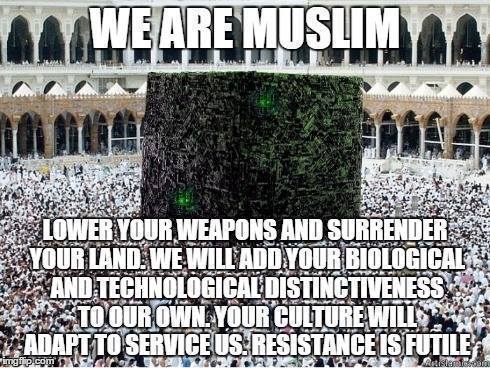 WE ARE MUSLIM
LOWER YOUR WEAPONS AND SURRENDER
YOUR LAND. WE WILL ADD YOUR BIOLOGICAL
AND TECHNOLOGICAL DISTINCTIVENESS
TO OUR OWN. YOUR CULTURE WILL
ADAPT TO SERVICE US. RESISTANCE IS FUTILE
imgflip.com